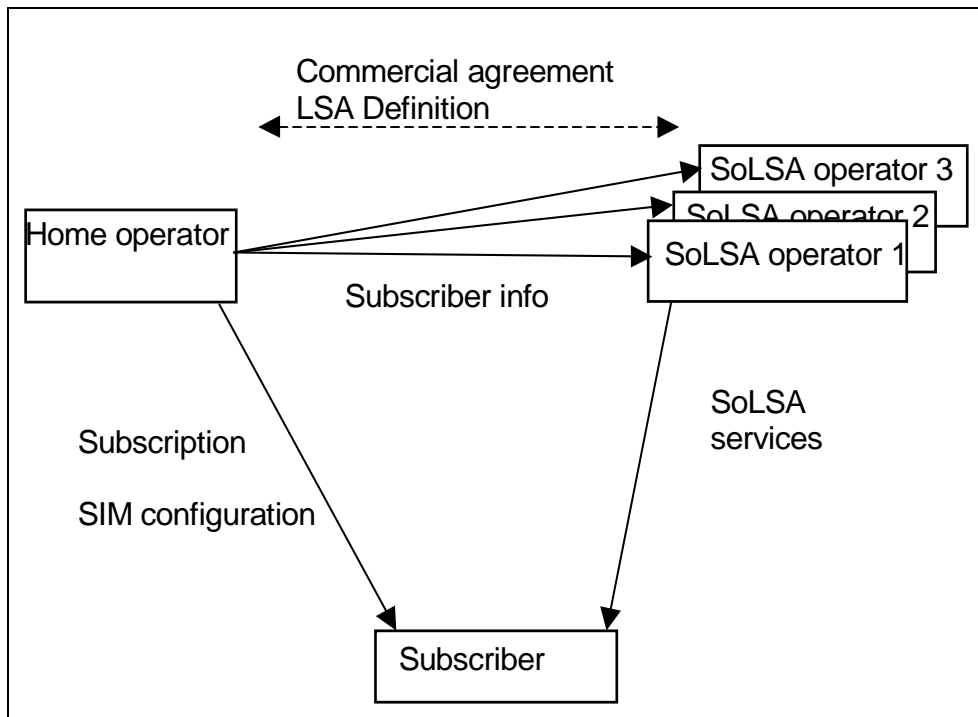 Commercial agreement
LSA Definition
SoLSA operator 3
SoLSA operator 2
Home operator
SoLSA operator 1
Subscriber info
SoLSA
services
Subscription
SIM configuration
Subscriber